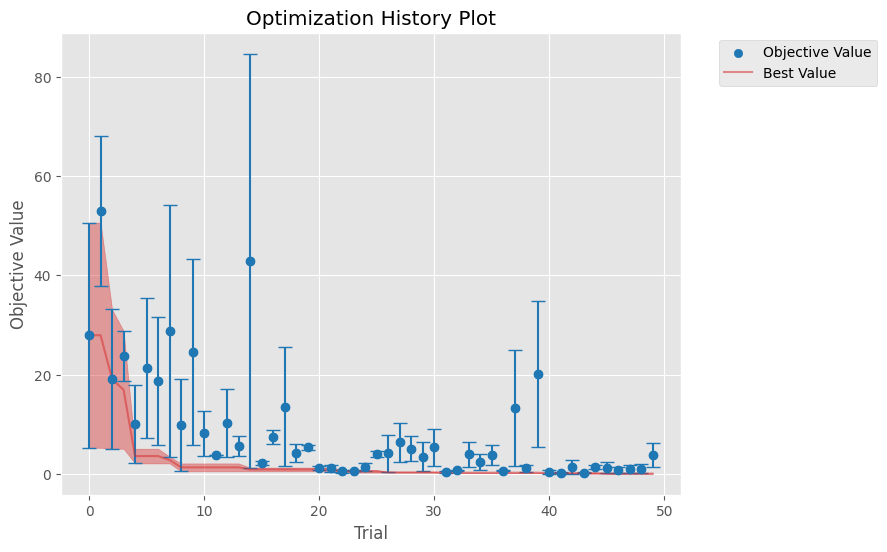 Optimization History Plot
Objective Value
Best Value
80
60
40
20
0
Objective Value
0 10 20 30 40 50
Trial